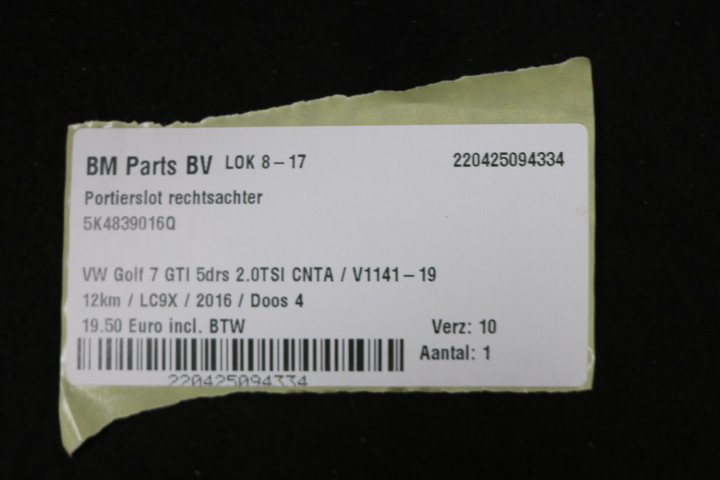 BM Parts BV LOK 8-17 220425094334
Portierslot rechtsachter
5K4839016Q
VW Golf 7 GTI 5drs 2.0TSI CNTA / V1141-19
12km / LC9X / 2016 / Doos 4
19.50 Euro incl. BTW Verz: 10
Aantal: 1
220425094334